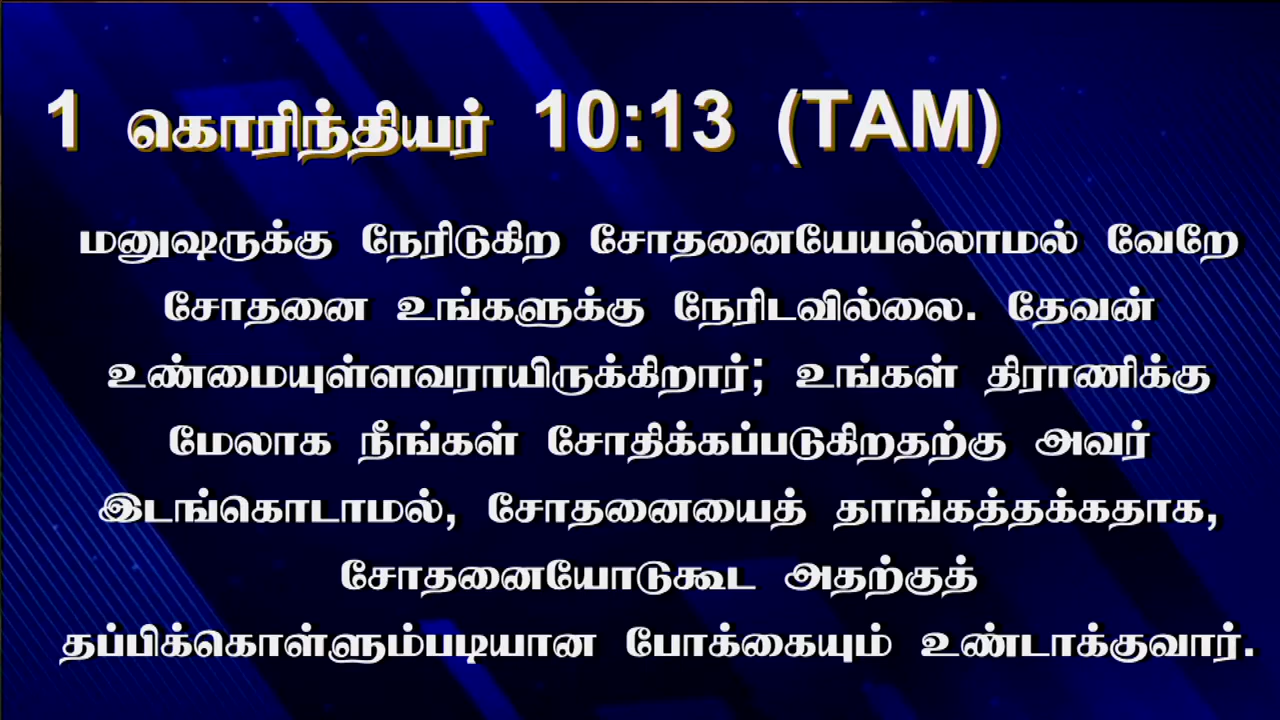 1 கொரிந்தியர் 10:13 (TAM)
மனுஷருக்கு நேரிடுகிற சோதனையேயல்லாமல் வேறே
சோதனை உங்களுக்கு நேரிடவில்லை. தேவன்
உண்மையுள்ளவராயிருக்கிறார்; உங்கள் திராணிக்கு
மேலாக நீங்கள் சோதிக்கப்படுகிறதற்கு அவர்
இடங்கொடாமல், சோதனையைத் தாங்கத்தக்கதாக,
சோதனையோடுகூட அதற்குத்
தப்பிக்கொள்ளும்படியான போக்கையும் உண்டாக்குவார்.